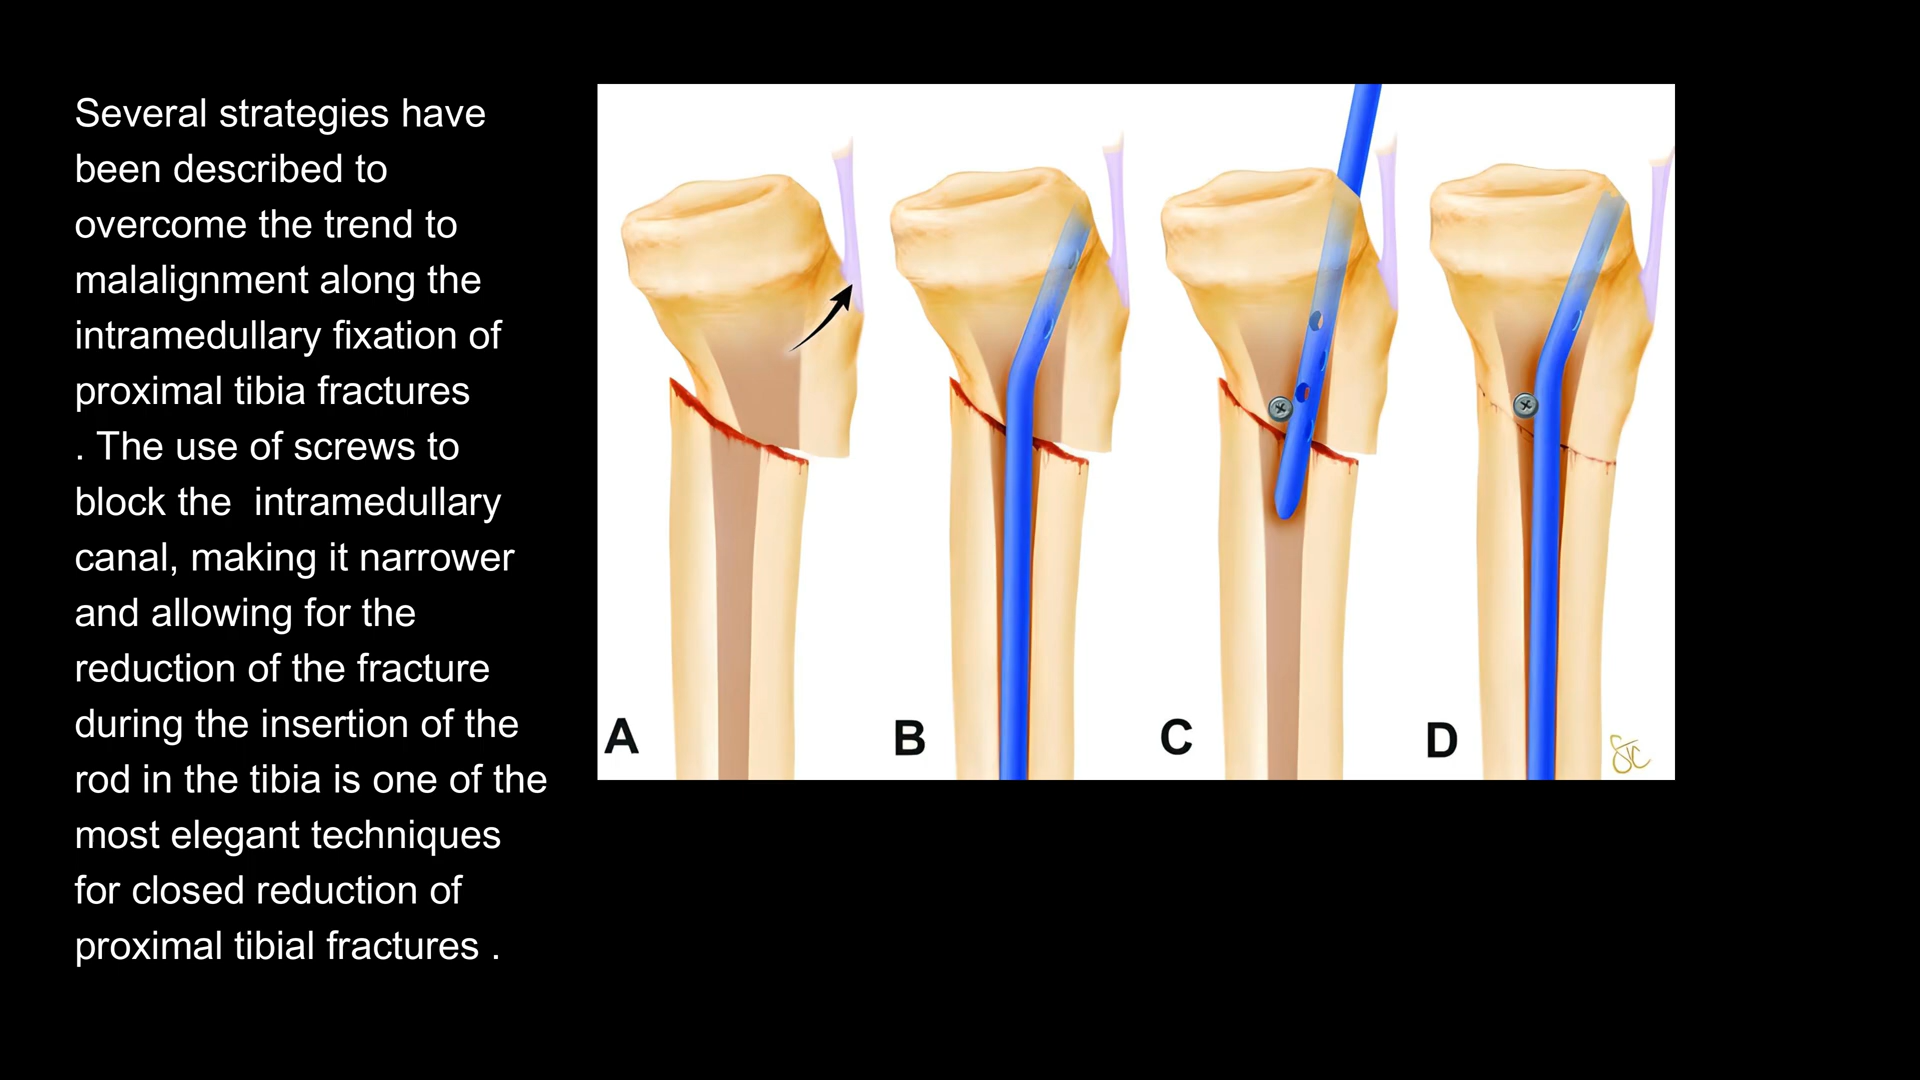 Several strategies have
been described to
overcome the trend to
malalignment along the
intramedullary fixation of
proximal tibia fractures
. The use of screws to
block the  intramedullary
canal, making it narrower
and allowing for the
reduction of the fracture
during the insertion of the
rod in the tibia is one of the
most elegant techniques
for closed reduction of
proximal tibial fractures .
A B C D